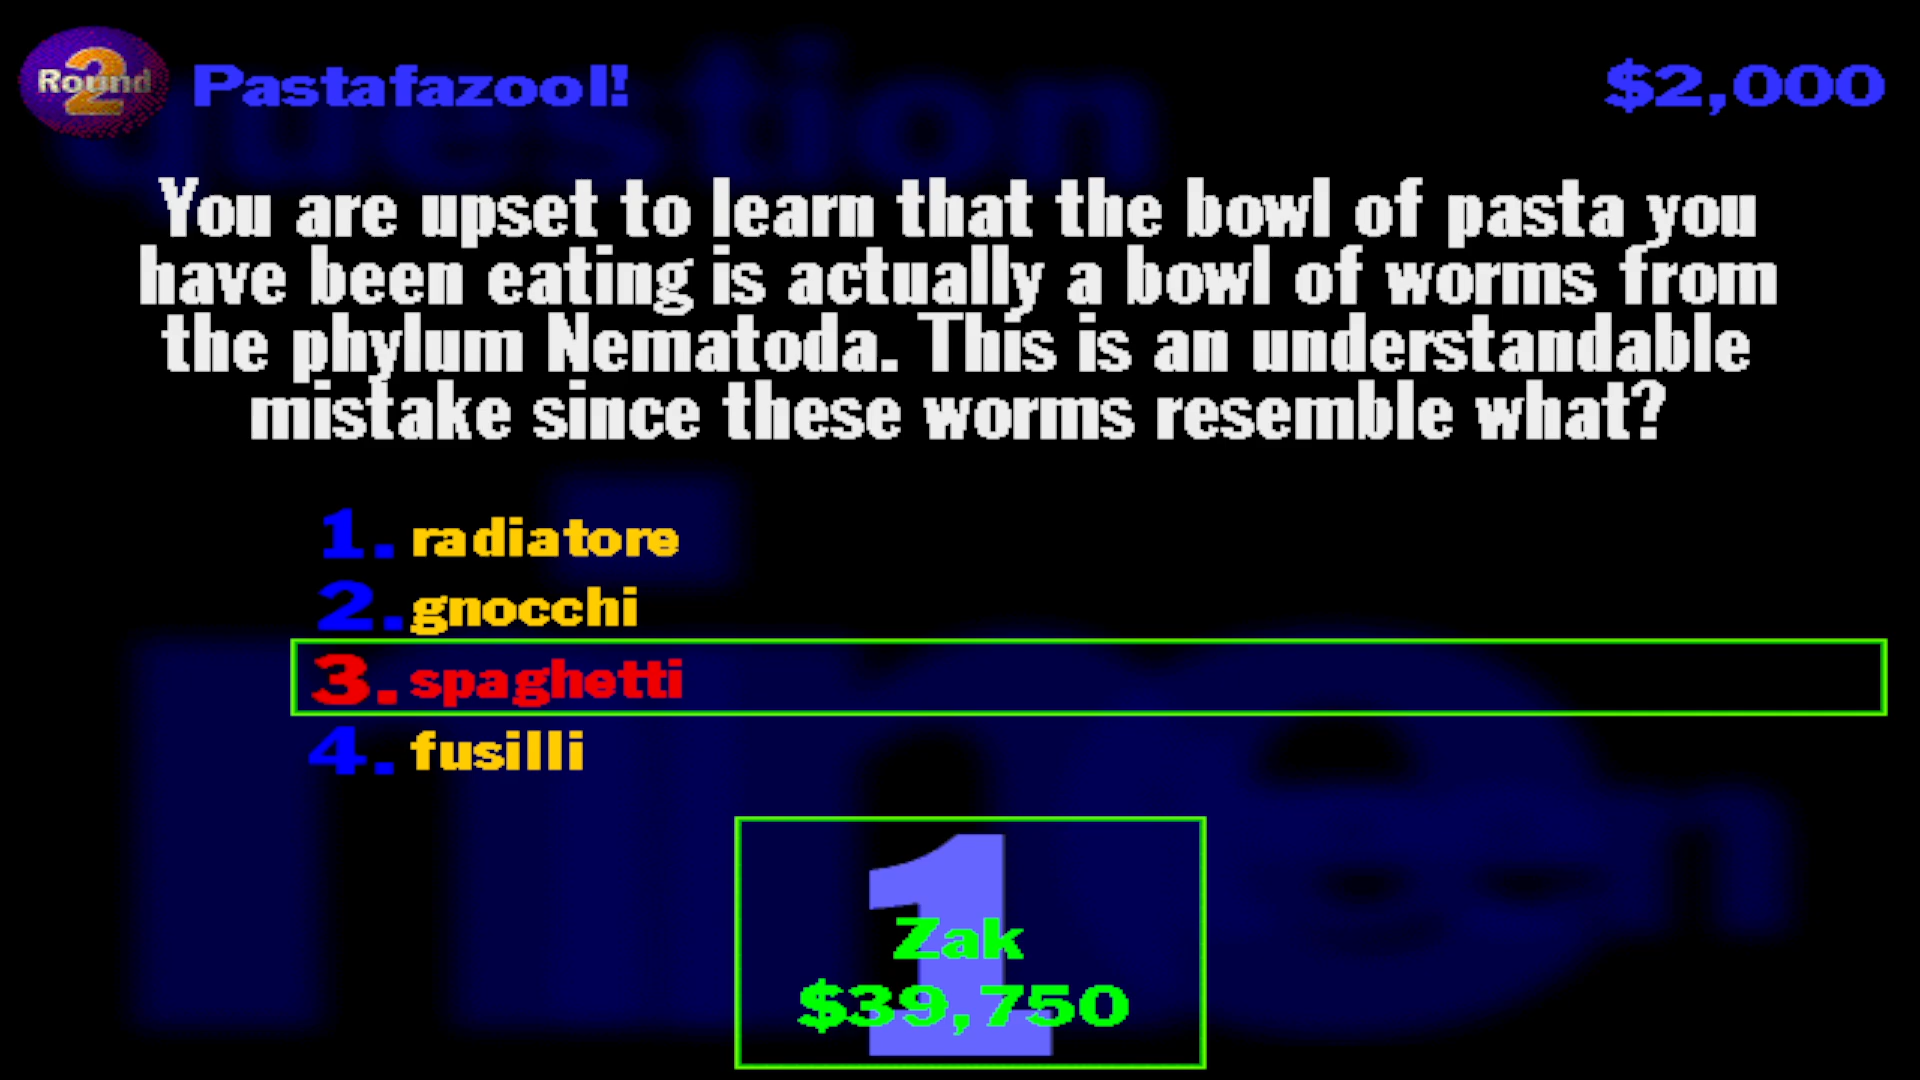 Round 2
Pastafazool!
$2,000
question
You are upset to learn that the bowl of pasta you
have been eating is actually a bowl of worms from
the phylum Nematoda. This is an understandable
mistake since these worms resemble what?
1. radiatore
2. gnocchi
3. spaghetti
4. fusilli
nine
1
Zak
$39,750